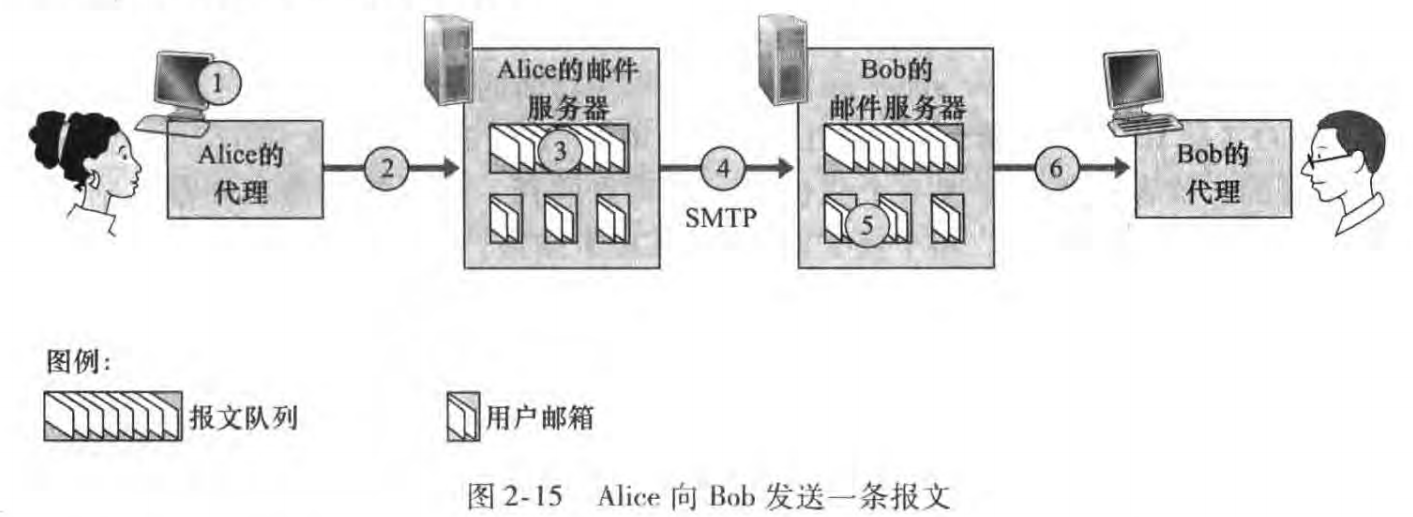 1
Alice的
代理
2
Alice的邮件
服务器
3
4
SMTP
Bob的
邮件服务器
5
6
Bob的
代理
图例:
报文队列
用户邮箱
图 2-15 Alice 向 Bob 发送一条报文